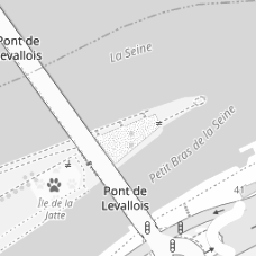 La Seine
Pont de
Levallois
Petit Bras de la Seine
Île de la
Jatte
Pont de
Levallois
41